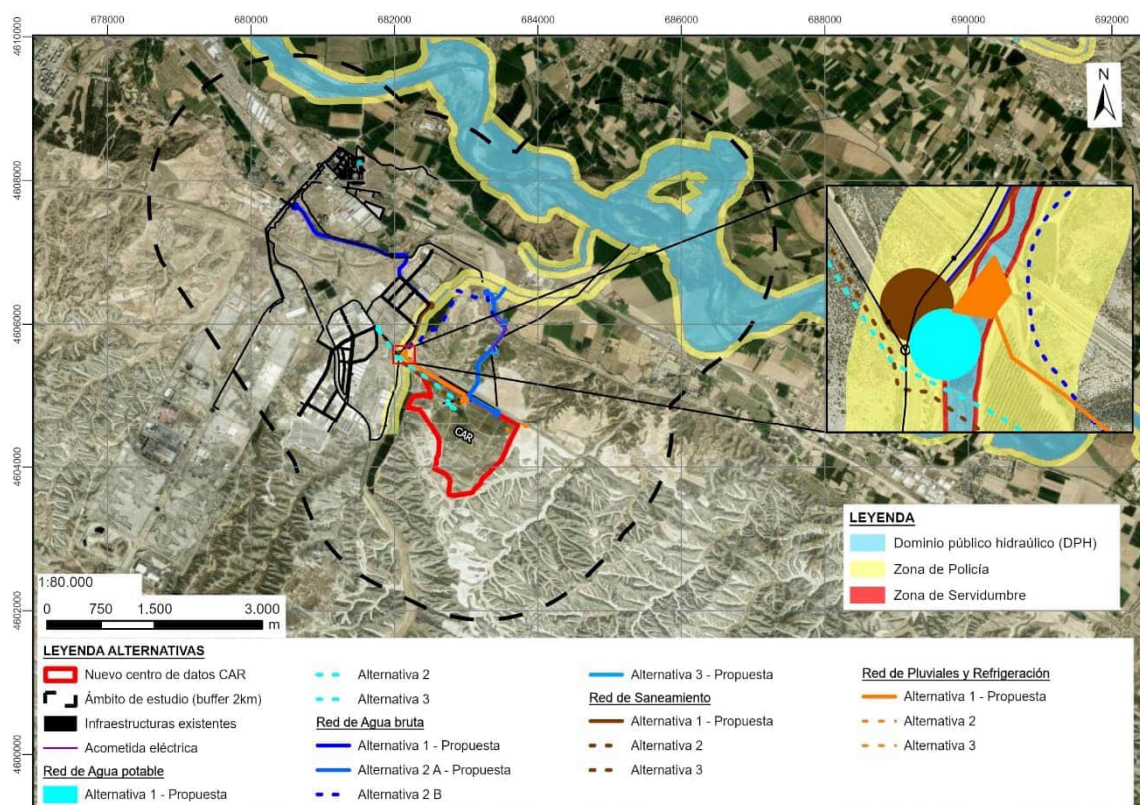 678000 680000 682000 684000 686000 688000 690000 692000
4610000
N
4608000
4606000
CAR
4604000
LEYENDA
Dominio público hidraúlico (DPH)
Zona de Policía
Zona de Servidumbre
1:80.000
0 750 1.500 3.000
m
4602000
LEYENDA ALTERNATIVAS
Nuevo centro de datos CAR
Ámbito de estudio (buffer 2km)
Infraestructuras existentes
Acometida eléctrica
Red de Agua potable
Alternativa 1 - Propuesta
Alternativa 2
Alternativa 3
Red de Agua bruta
Alternativa 1 - Propuesta
Alternativa 2 A - Propuesta
Alternativa 2 B
Alternativa 3 - Propuesta
Red de Saneamiento
Alternativa 1 - Propuesta
Alternativa 2
Alternativa 3
Red de Pluviales y Refrigeración
Alternativa 1 - Propuesta
Alternativa 2
Alternativa 3
4600000